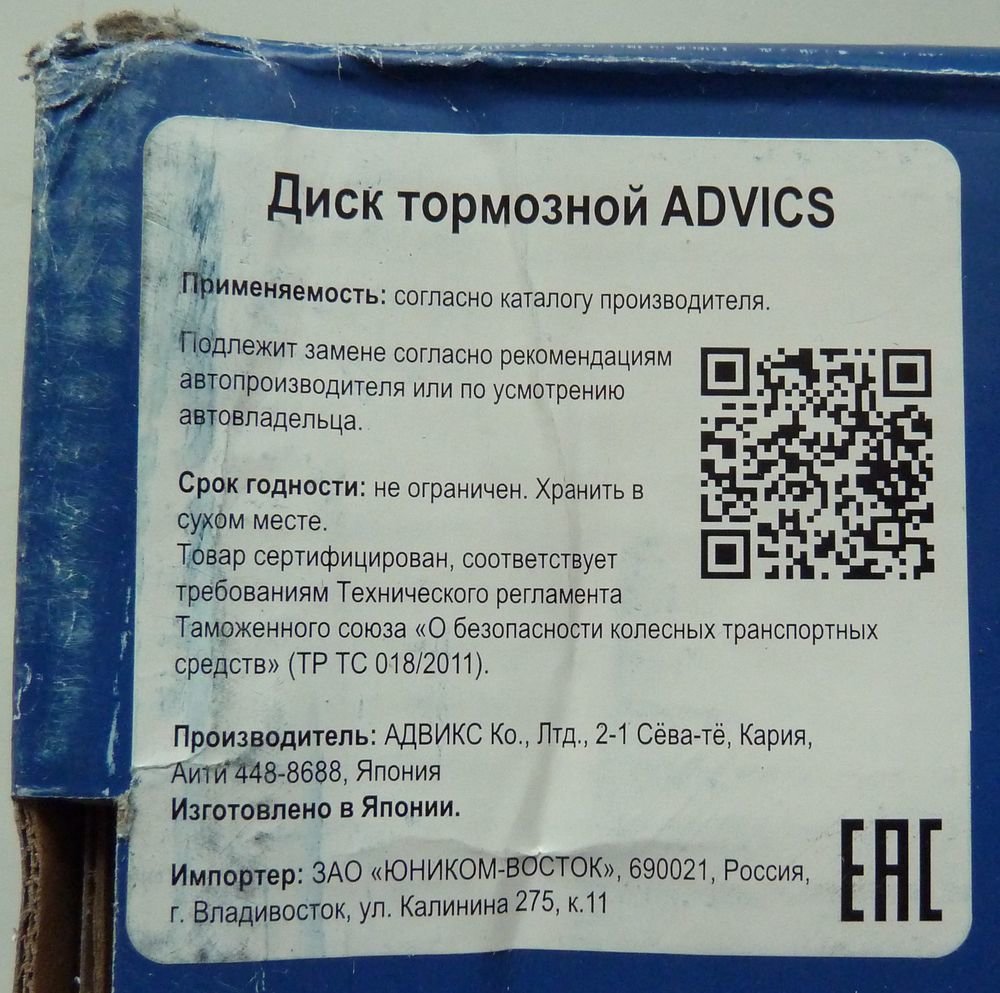 Диск тормозной ADVICS
Применяемость: согласно каталогу производителя.
Подлежит замене согласно рекомендациям
автопроизводителя или по усмотрению
автовладельца.
Срок годности: не ограничен. Хранить в
сухом месте.
Товар сертифицирован, соответствует
требованиям Технического регламента
Таможенного союза «О безопасности колесных транспортных
средств» (ТР ТС 018/2011).
Производитель: АДВИКС Ко., Лтд., 2-1 Сёва-тё, Кария,
Аити 448-8688, Япония
Изготовлено в Японии.
Импортер: ЗАО «ЮНИКОМ-ВОСТОК», 690021, Россия,
г. Владивосток, ул. Калинина 275, к.11
EAC